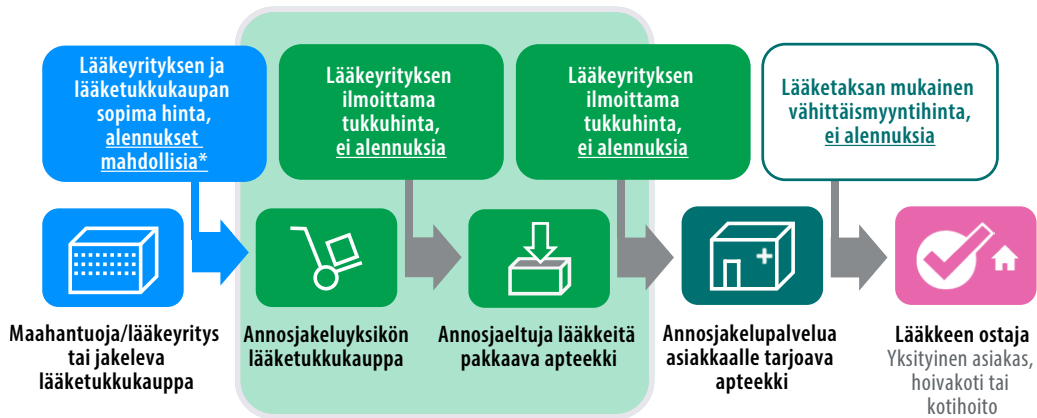 Lääkeyrityksen ja
lääketukkukaupan
sopima hinta,
alennukset
mahdollisia*
Lääkeyrityksen
ilmoittama
tukkuhinta,
ei alennuksia
Lääkeyrityksen
ilmoittama
tukkuhinta,
ei alennuksia
Lääketaksan mukainen
vähittäismyyntihinta,
ei alennuksia
Maahantuoja/lääkeyritys
tai jakeleva
lääketukkukauppa
Annosjakeluyksikön
lääketukkukauppa
Annosjaeltuja lääkkeitä
pakkaava apteekki
Annosjakelupalvelua
asiakkaalle tarjoava
apteekki
Lääkkeen ostaja
Yksityinen asiakas,
hoivakoti tai
kotihoito